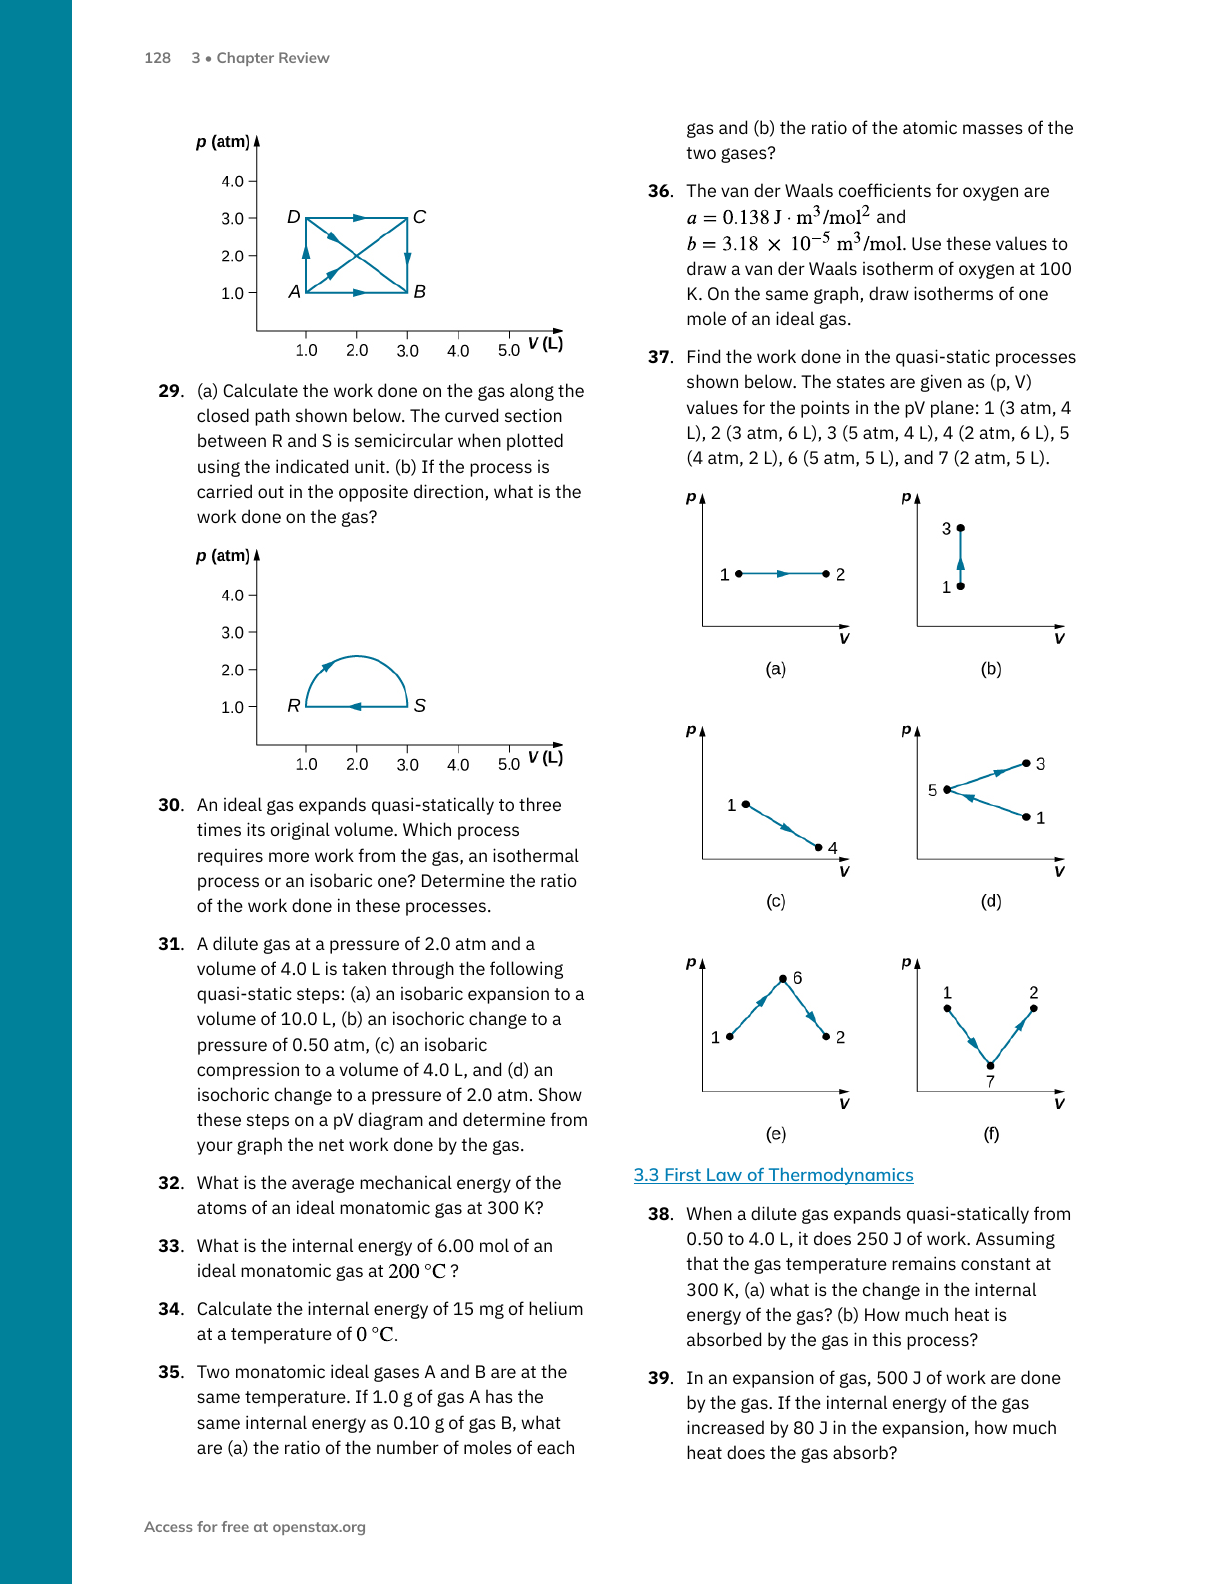 128 3 • Chapter Review
p (atm)
4.0
3.0
2.0
1.0
D
C
A
B
1.0 2.0 3.0 4.0 5.0 V (L)
29. (a) Calculate the work done on the gas along the
closed path shown below. The curved section
between R and S is semicircular when plotted
using the indicated unit. (b) If the process is
carried out in the opposite direction, what is the
work done on the gas?
p (atm)
4.0
3.0
2.0
1.0
R
S
1.0 2.0 3.0 4.0 5.0 V (L)
30. An ideal gas expands quasi-statically to three
times its original volume. Which process
requires more work from the gas, an isothermal
process or an isobaric one? Determine the ratio
of the work done in these processes.
31. A dilute gas at a pressure of 2.0 atm and a
volume of 4.0 L is taken through the following
quasi-static steps: (a) an isobaric expansion to a
volume of 10.0 L, (b) an isochoric change to a
pressure of 0.50 atm, (c) an isobaric
compression to a volume of 4.0 L, and (d) an
isochoric change to a pressure of 2.0 atm. Show
these steps on a pV diagram and determine from
your graph the net work done by the gas.
32. What is the average mechanical energy of the
atoms of an ideal monatomic gas at 300 K?
33. What is the internal energy of 6.00 mol of an
ideal monatomic gas at 200 °C ?
34. Calculate the internal energy of 15 mg of helium
at a temperature of 0 °C.
35. Two monatomic ideal gases A and B are at the
same temperature. If 1.0 g of gas A has the
same internal energy as 0.10 g of gas B, what
are (a) the ratio of the number of moles of each
gas and (b) the ratio of the atomic masses of the
two gases?
36. The van der Waals coefficients for oxygen are
a = 0.138 J · m³/mol² and
b = 3.18 × 10⁻⁵ m³/mol. Use these values to
draw a van der Waals isotherm of oxygen at 100
K. On the same graph, draw isotherms of one
mole of an ideal gas.
37. Find the work done in the quasi-static processes
shown below. The states are given as (p, V)
values for the points in the pV plane: 1 (3 atm, 4
L), 2 (3 atm, 6 L), 3 (5 atm, 4 L), 4 (2 atm, 6 L), 5
(4 atm, 2 L), 6 (5 atm, 5 L), and 7 (2 atm, 5 L).
p
1
2
V
(a)
p
3
1
V
(b)
p
1
4
V
(c)
p
3
5
1
V
(d)
p
6
1
2
V
(e)
p
1
2
7
V
(f)
3.3 First Law of Thermodynamics
38. When a dilute gas expands quasi-statically from
0.50 to 4.0 L, it does 250 J of work. Assuming
that the gas temperature remains constant at
300 K, (a) what is the change in the internal
energy of the gas? (b) How much heat is
absorbed by the gas in this process?
39. In an expansion of gas, 500 J of work are done
by the gas. If the internal energy of the gas
increased by 80 J in the expansion, how much
heat does the gas absorb?
Access for free at openstax.org